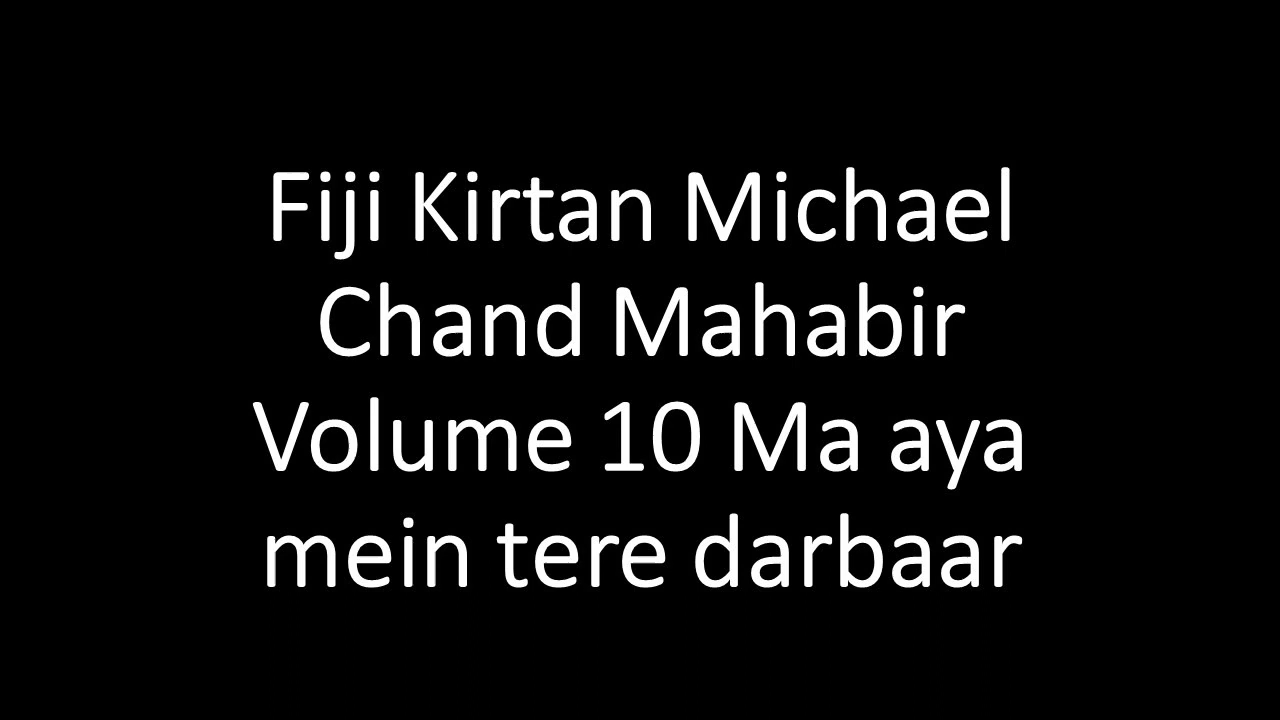 Fiji Kirtan Michael
Chand Mahabir
Volume 10 Ma aya
mein tere darbaar